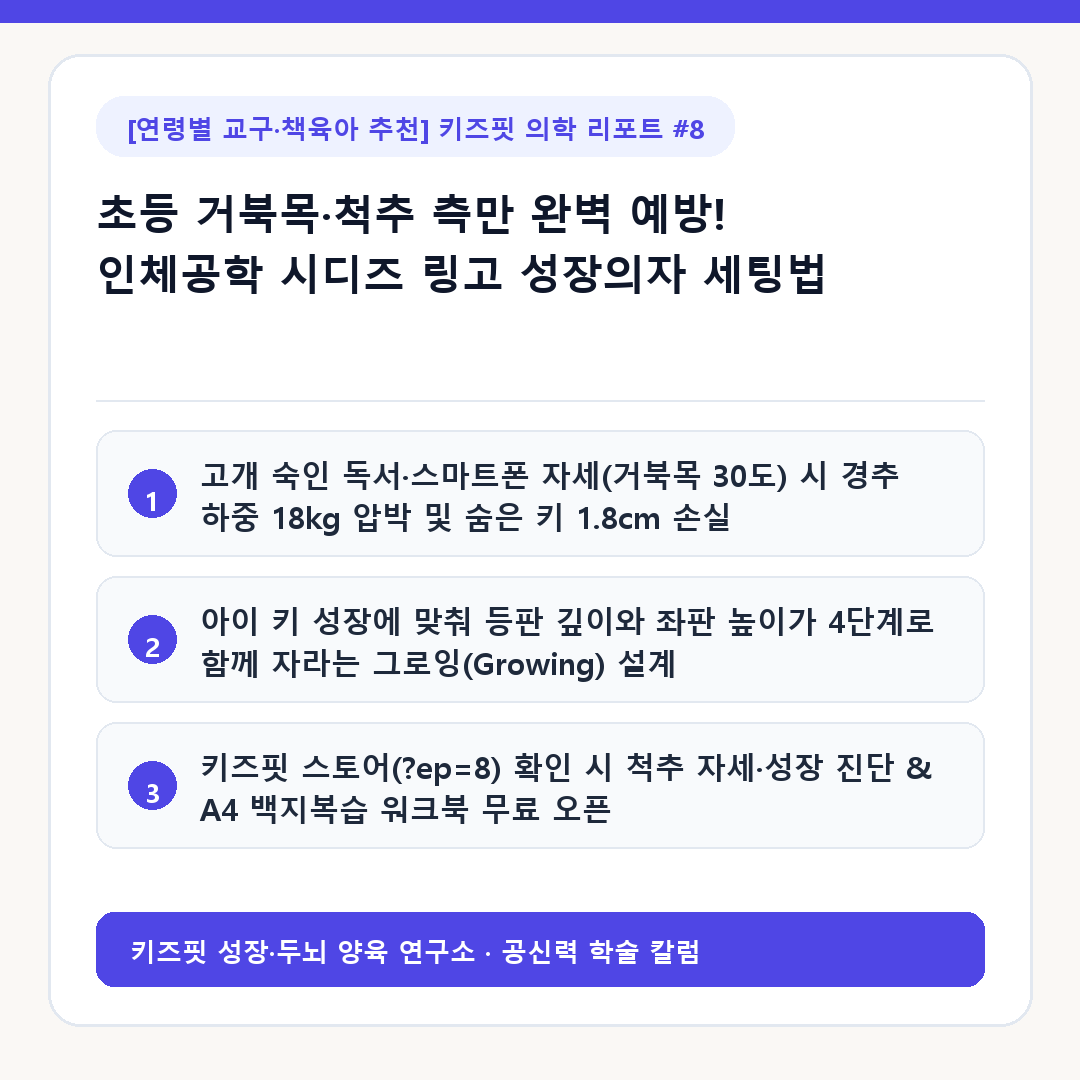 [연령별 교구·책육아 추천] 키즈핏 의학 리포트 #8
초등 거북목·척추 측만 완벽 예방!
인체공학 시디즈 링고 성장의자 세팅법
1
고개 숙인 독서·스마트폰 자세(거북목 30도) 시 경추
하중 18kg 압박 및 숨은 키 1.8cm 손실
2
아이 키 성장에 맞춰 등판 깊이와 좌판 높이가 4단계로
함께 자라는 그로잉(Growing) 설계
3
키즈핏 스토어(?ep=8) 확인 시 척추 자세·성장 진단 &
A4 백지복습 워크북 무료 오픈
키즈핏 성장·두뇌 양육 연구소 · 공신력 학술 칼럼